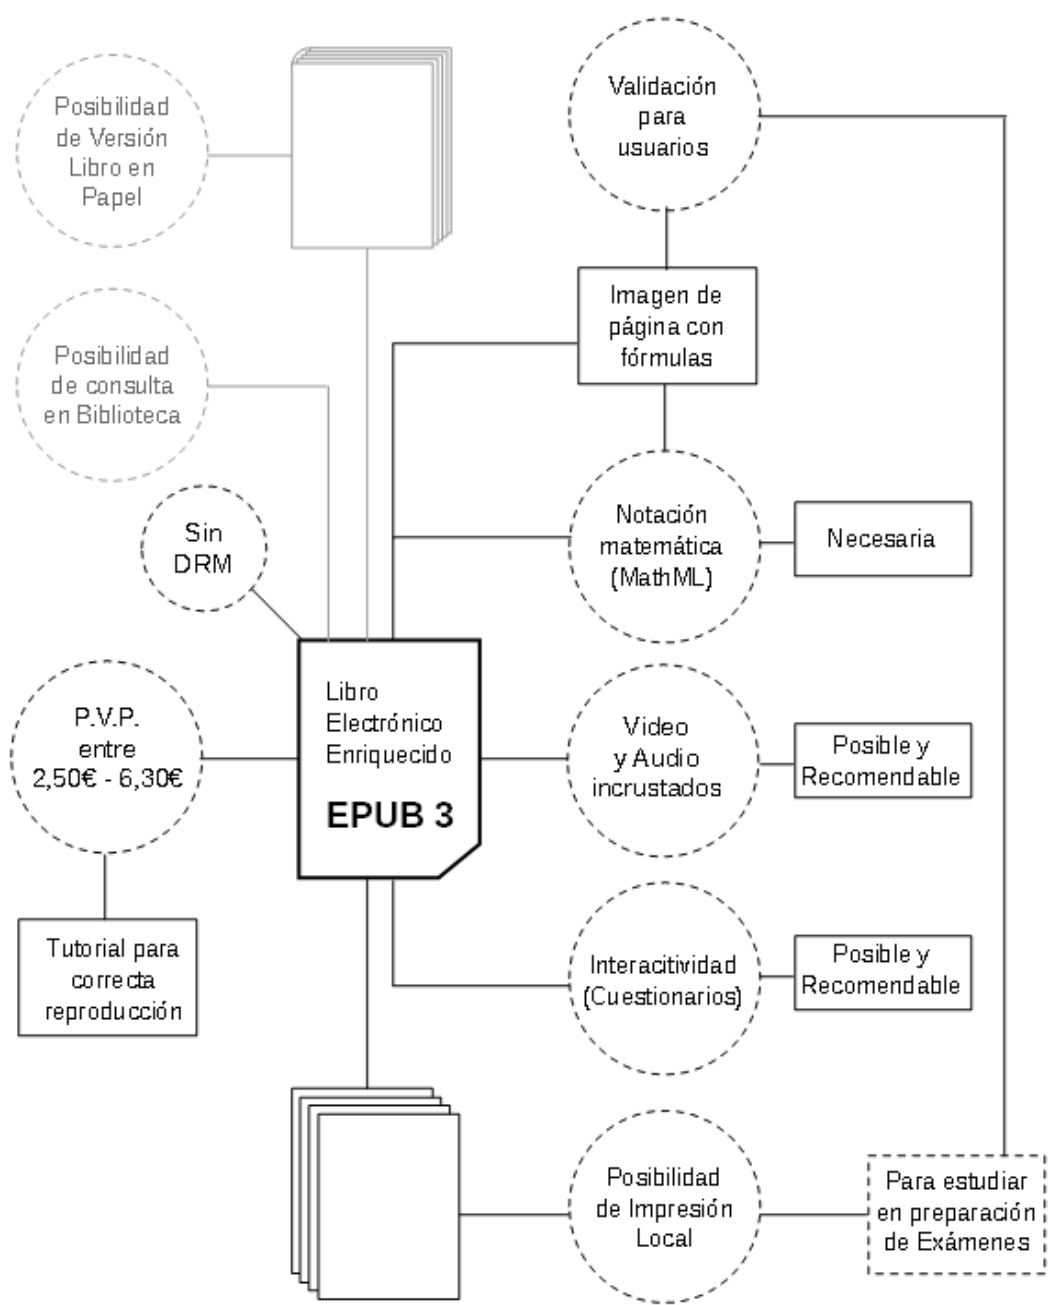 Posibilidad
de Versión
Libro en
Papel
Validación
para
usuarios
Imagen de
página con
fórmulas
Posibilidad
de consulta
en Biblioteca
Sin
DRM
Notación
matemática
(MathML)
Necesaria
P.V.P.
entre
2,50€ - 6,30€
Libro
Electrónico
Enriquecido
EPUB 3
Video
y Audio
incrustados
Posible y
Recomendable
Tutorial para
correcta
reproducción
Interacitividad
(Cuestionarios)
Posible y
Recomendable
Posibilidad
de Impresión
Local
Para estudiar
en preparación
de Exámenes